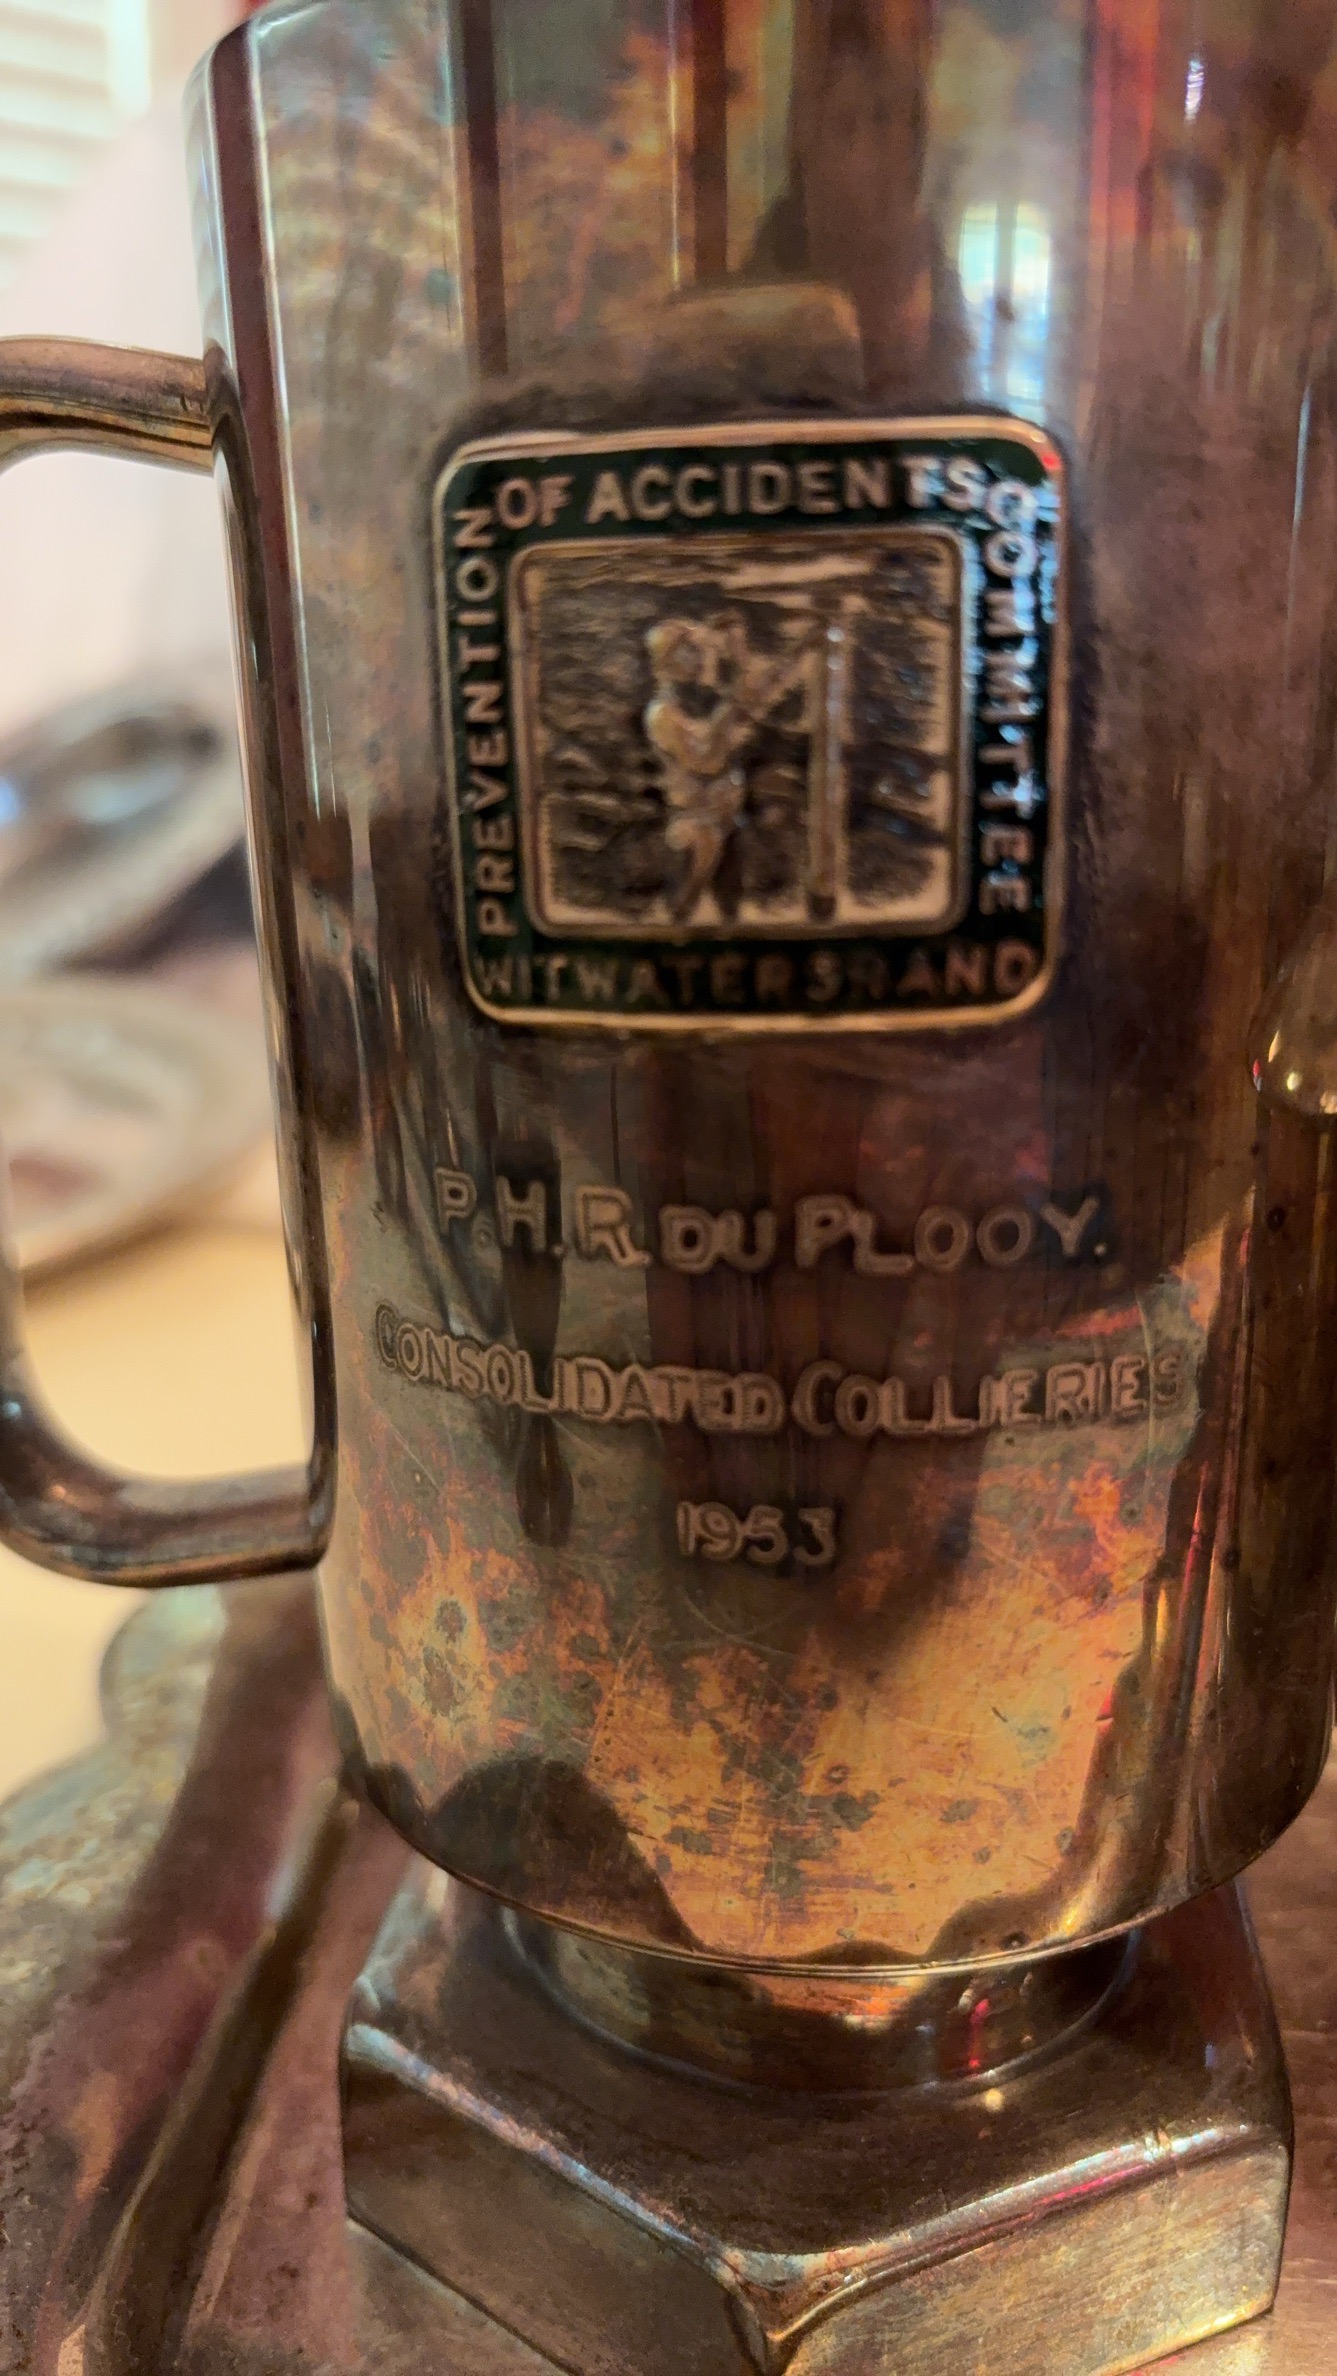 PREVENTION
OF ACCIDENTS
COMMITTEE
WITWATERSRAND
P.H.R. DU PLOOY.
CONSOLIDATED COLLIERIES
1953